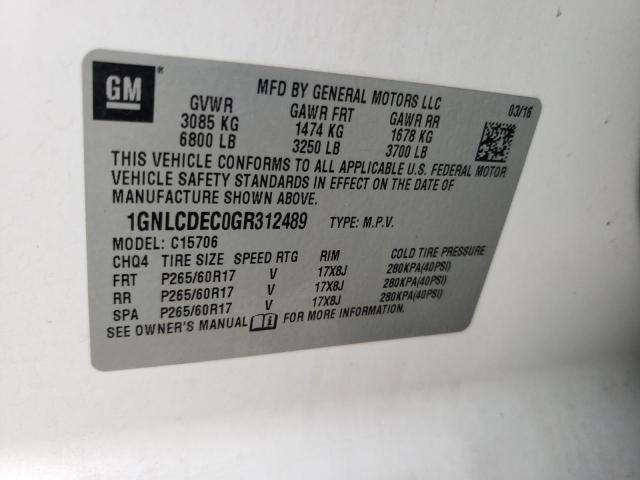 GM ®
MFD BY GENERAL MOTORS LLC 03/16
GVWR GAWR FRT GAWR RR
3085 KG 1474 KG 1678 KG
6800 LB 3250 LB 3700 LB
THIS VEHICLE CONFORMS TO ALL APPLICABLE U.S. FEDERAL MOTOR
VEHICLE SAFETY STANDARDS IN EFFECT ON THE DATE OF
MANUFACTURE SHOWN ABOVE.
1GNLCDEC0GR312489 TYPE: M.P.V.
MODEL: C15706
CHQ4 TIRE SIZE SPEED RTG RIM COLD TIRE PRESSURE
FRT P265/60R17 V 17X8J 280KPA(40PSI)
RR P265/60R17 V 17X8J 280KPA(40PSI)
SPA P265/60R17 V 17X8J 280KPA(40PSI)
SEE OWNER'S MANUAL FOR MORE INFORMATION.